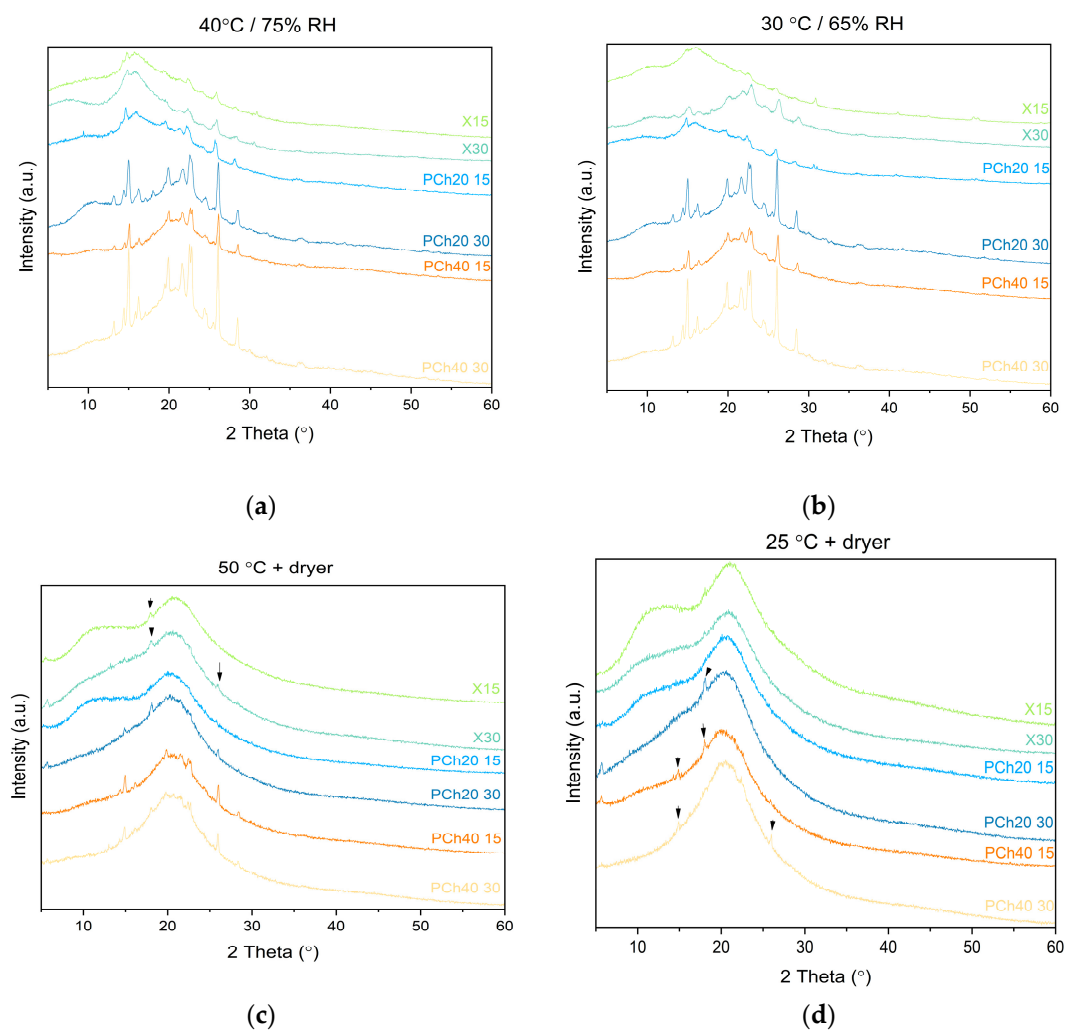 40°C / 75% RH
Intensity (a.u.)
X15
X30
PCh20 15
PCh20 30
PCh40 15
PCh40 30
10 20 30 40 50 60
2 Theta (°)
(a)
30 °C / 65% RH
Intensity (a.u.)
X15
X30
PCh20 15
PCh20 30
PCh40 15
PCh40 30
10 20 30 40 50 60
2 Theta (°)
(b)
50 °C + dryer
Intensity (a.u.)
X15
X30
PCh20 15
PCh20 30
PCh40 15
PCh40 30
10 20 30 40 50 60
2 Theta (°)
(c)
25 °C + dryer
Intensity (a.u.)
X15
X30
PCh20 15
PCh20 30
PCh40 15
PCh40 30
10 20 30 40 50 60
2 Theta (°)
(d)